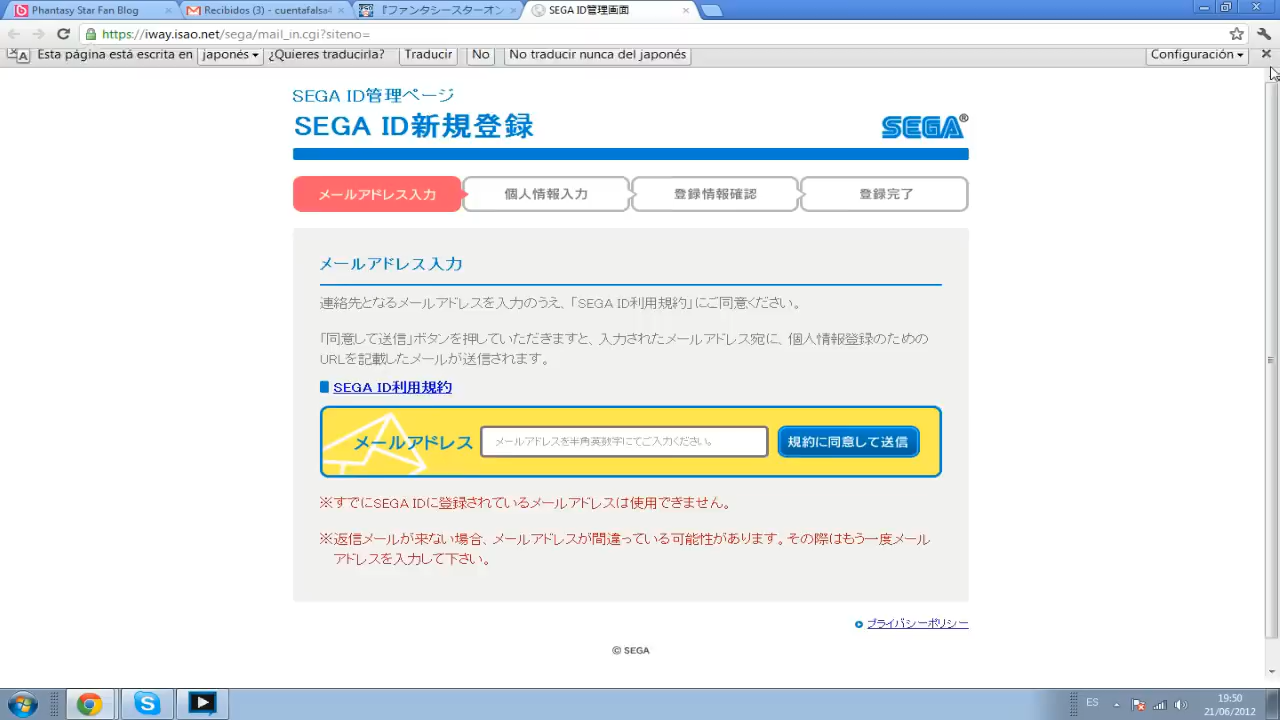 Phantasy Star Fan Blog
Recibidos (3) - cuentafalsa4
『ファンタシースターオン
SEGA ID管理画面
https://iway.isao.net/sega/mail_in.cgi?siteno=
Esta página está escrita en japonés ¿Quieres traducirla? Traducir No No traducir nunca del japonés Configuración
SEGA ID管理ページ
SEGA ID新規登録
SEGA®
メールアドレス入力
個人情報入力
登録情報確認
登録完了
メールアドレス入力
連絡先となるメールアドレスを入力のうえ、「SEGA ID利用規約」にご同意ください。
「同意して送信」ボタンを押していただきますと、入力されたメールアドレス宛に、個人情報登録のための
URLを記載したメールが送信されます。
SEGA ID利用規約
メールアドレス
メールアドレスを半角英数字にてご入力ください。
規約に同意して送信
※すでにSEGA IDに登録されているメールアドレスは使用できません。
※返信メールが来ない場合、メールアドレスが間違っている可能性があります。その際はもう一度メール
アドレスを入力して下さい。
プライバシーポリシー
© SEGA
ES
19:50
21/06/2012